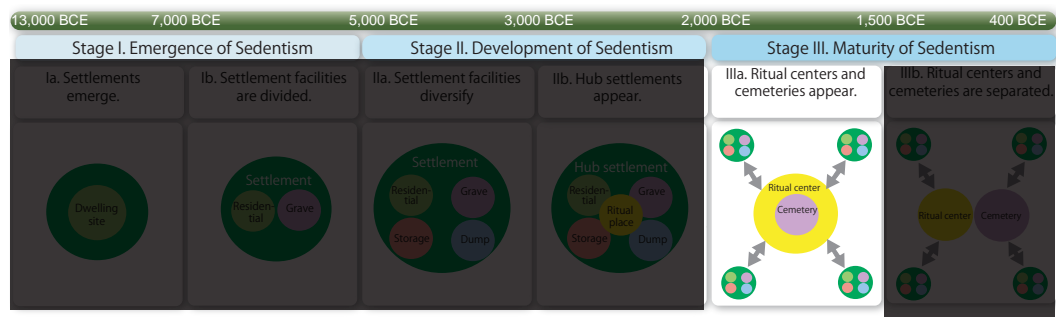 13,000 BCE 7,000 BCE 5,000 BCE 3,000 BCE 2,000 BCE 1,500 BCE 400 BCE
Stage I. Emergence of Sedentism Stage II. Development of Sedentism Stage III. Maturity of Sedentism
Ia. Settlements
emerge.
Ib. Settlement facilities
are divided.
IIa. Settlement facilities
diversify
IIb. Hub settlements
appear.
IIIa. Ritual centers and
cemeteries appear.
IIIb. Ritual centers and
cemeteries are separated.
Dwelling
site
Settlement
Residen-
tial
Grave
Settlement
Residen-
tial
Grave
Storage
Dump
Hub settlement
Residen-
tial
Grave
Ritual
place
Storage
Dump
Ritual center
Cemetery
Ritual center
Cemetery